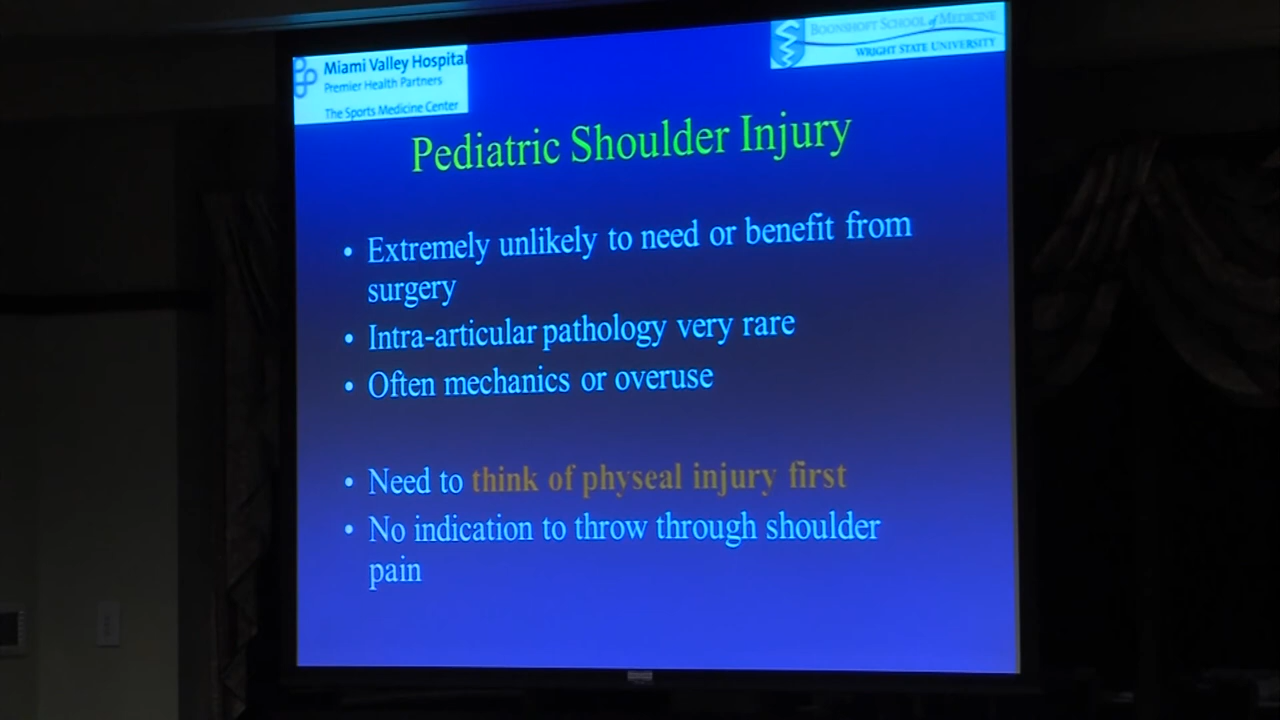 Miami Valley Hospital
Premier Health Partners
The Sports Medicine Center
BOONSHOFT SCHOOL of MEDICINE
WRIGHT STATE UNIVERSITY
Pediatric Shoulder Injury
• Extremely unlikely to need or benefit from
surgery
• Intra-articular pathology very rare
• Often mechanics or overuse
• Need to think of physeal injury first
• No indication to throw through shoulder
pain